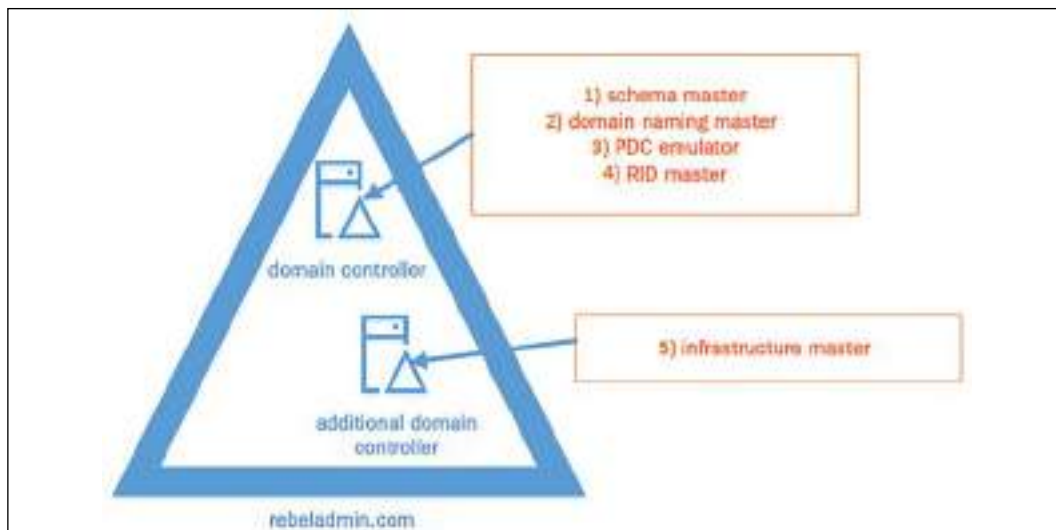 1) schema master
2) domain naming master
3) PDC emulator
4) RID master
domain controller
5) infrastructure master
additional domain
controller
rebeladmin.com